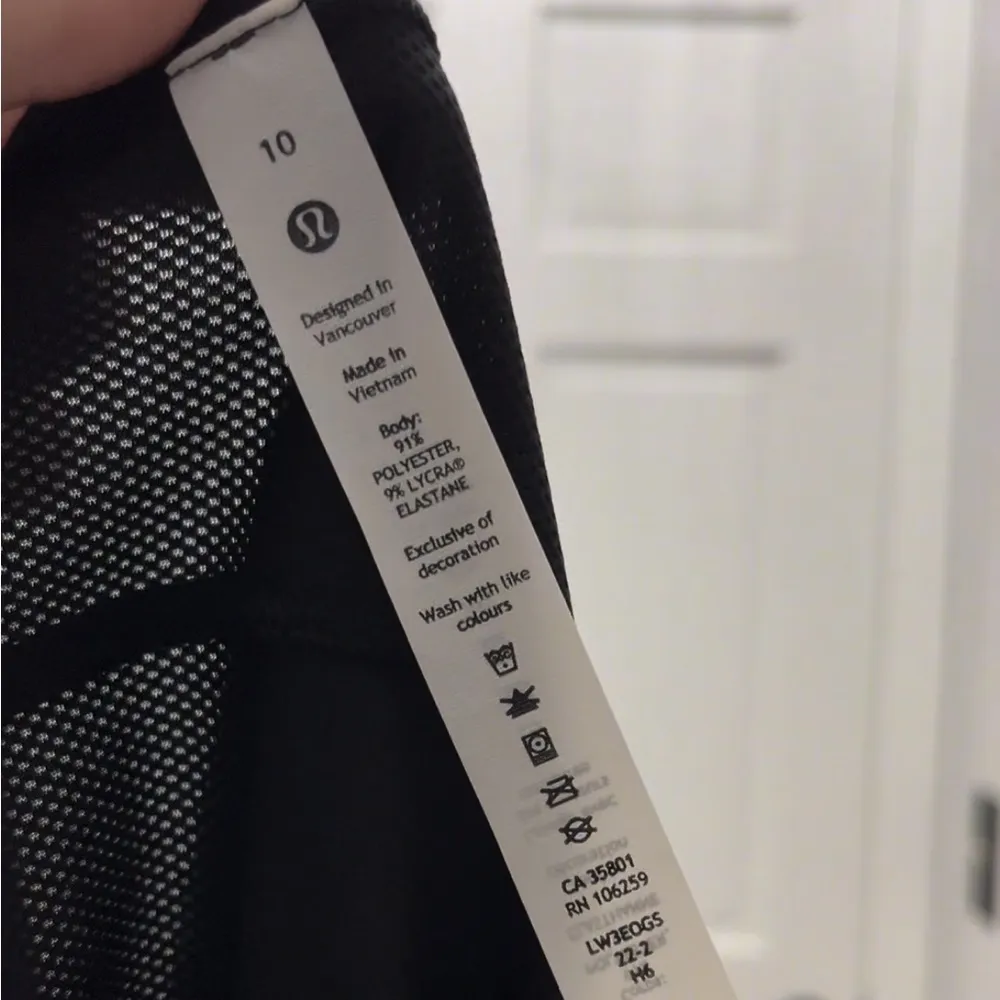 10
Designed in
Vancouver
Made in
Vietnam
Body:
91%
POLYESTER,
9% LYCRA®
ELASTANE
Exclusive of
decoration
Wash with like
colours
CA 35801
RN 106259
LW3EOGS
22-2
H6